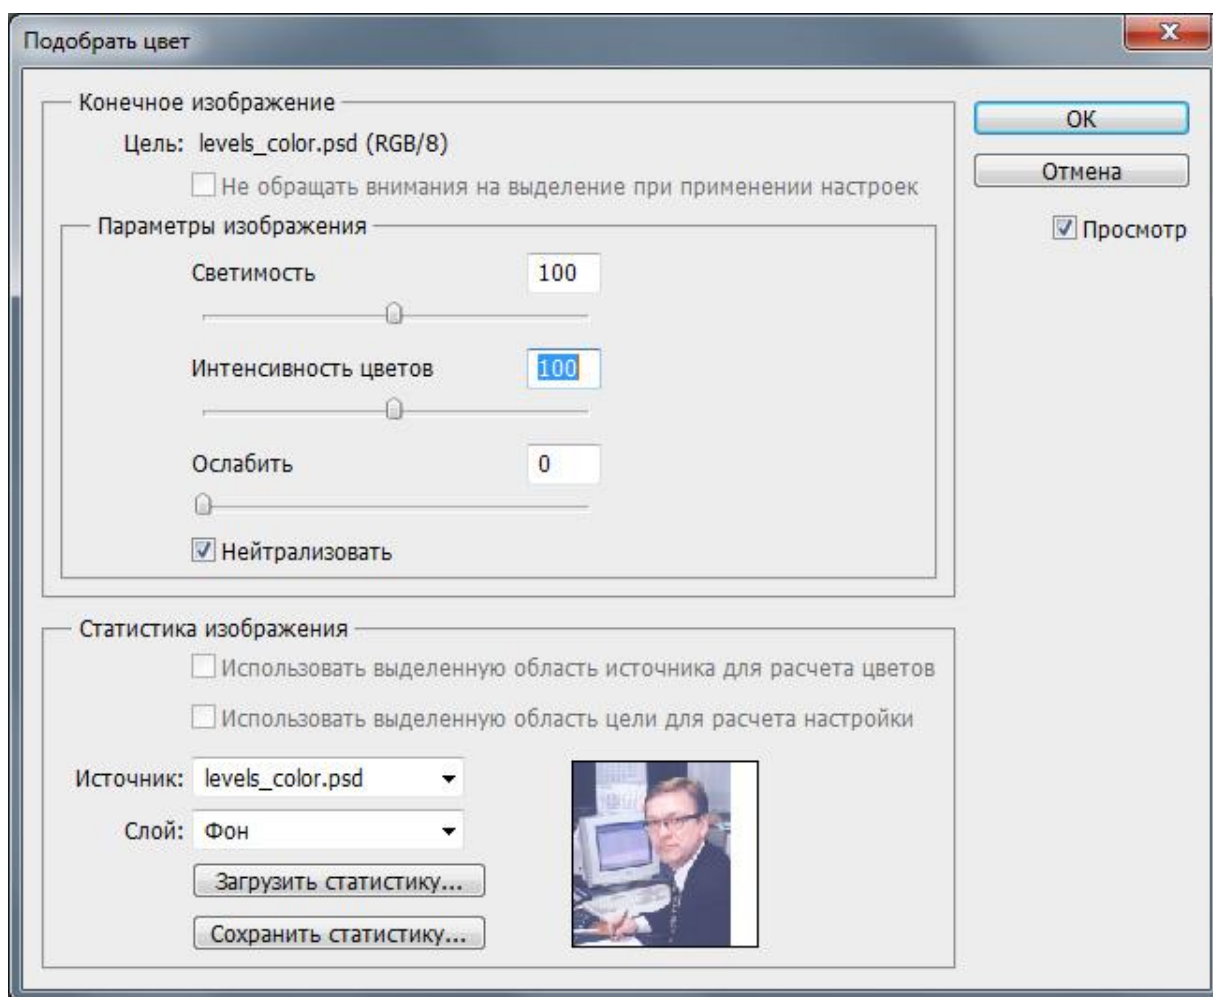 Подобрать цвет
Конечное изображение
Цель: levels_color.psd (RGB/8)
Не обращать внимания на выделение при применении настроек
Параметры изображения
Светимость 100
Интенсивность цветов 100
Ослабить 0
Нейтрализовать
OK
Отмена
Просмотр
Статистика изображения
Использовать выделенную область источника для расчета цветов
Использовать выделенную область цели для расчета настройки
Источник: levels_color.psd
Слой: Фон
Загрузить статистику...
Сохранить статистику...